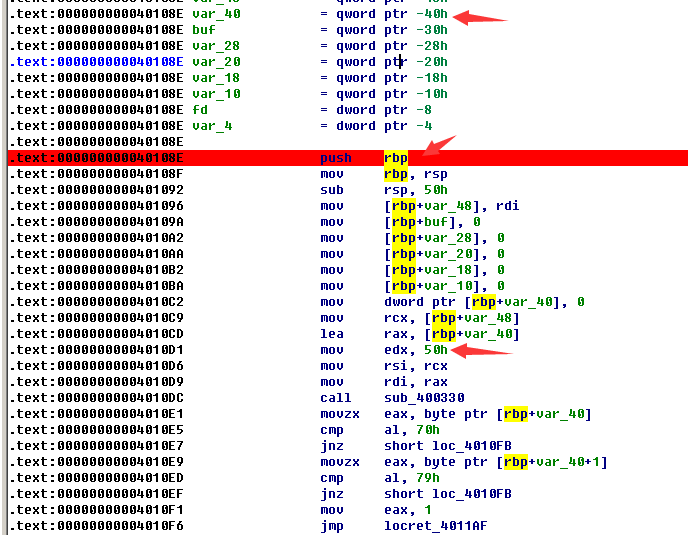 .text:000000000040108E var_40 = qword ptr -40h
.text:000000000040108E buf = qword ptr -30h
.text:000000000040108E var_28 = qword ptr -28h
.text:000000000040108E var_20 = qword ptr -20h
.text:000000000040108E var_18 = qword ptr -18h
.text:000000000040108E var_10 = qword ptr -10h
.text:000000000040108E fd = dword ptr -8
.text:000000000040108E var_4 = dword ptr -4
.text:000000000040108E
.text:000000000040108E push rbp
.text:000000000040108F mov rbp, rsp
.text:0000000000401092 sub rsp, 50h
.text:0000000000401096 mov [rbp+var_48], rdi
.text:000000000040109A mov [rbp+buf], 0
.text:00000000004010A2 mov [rbp+var_28], 0
.text:00000000004010AA mov [rbp+var_20], 0
.text:00000000004010B2 mov [rbp+var_18], 0
.text:00000000004010BA mov [rbp+var_10], 0
.text:00000000004010C2 mov dword ptr [rbp+var_40], 0
.text:00000000004010C9 mov rcx, [rbp+var_48]
.text:00000000004010CD lea rax, [rbp+var_40]
.text:00000000004010D1 mov edx, 50h
.text:00000000004010D6 mov rsi, rcx
.text:00000000004010D9 mov rdi, rax
.text:00000000004010DC call sub_400330
.text:00000000004010E1 movzx eax, byte ptr [rbp+var_40]
.text:00000000004010E5 cmp al, 70h
.text:00000000004010E7 jnz short loc_4010FB
.text:00000000004010E9 movzx eax, byte ptr [rbp+var_40+1]
.text:00000000004010ED cmp al, 79h
.text:00000000004010EF jnz short loc_4010FB
.text:00000000004010F1 mov eax, 1
.text:00000000004010F6 jmp locret_4011AF